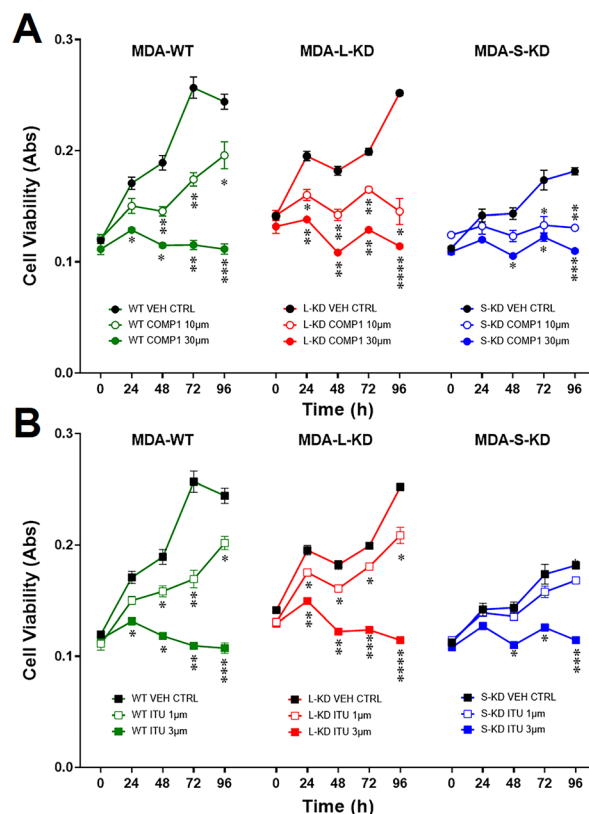 A
MDA-WT
MDA-L-KD
MDA-S-KD
0.3
0.2
0.1
0.0
Cell Viability (Abs)
* ** * * ** ***
* * ** ** ** ** * ****
* ** * * ***
WT VEH CTRL
WT COMP1 10µm
WT COMP1 30µm
L-KD VEH CTRL
L-KD COMP1 10µm
L-KD COMP1 30µm
S-KD VEH CTRL
S-KD COMP1 10µm
S-KD COMP1 30µm
0 24 48 72 96
0 24 48 72 96
0 24 48 72 96
Time (h)
B
MDA-WT
MDA-L-KD
MDA-S-KD
0.3
0.2
0.1
0.0
Cell Viability (Abs)
* * * ** ** * ***
* ** * ** * *** * ****
* * ***
WT VEH CTRL
WT ITU 1µm
WT ITU 3µm
L-KD VEH CTRL
L-KD ITU 1µm
L-KD ITU 3µm
S-KD VEH CTRL
S-KD ITU 1µm
S-KD ITU 3µm
0 24 48 72 96
0 24 48 72 96
0 24 48 72 96
Time (h)